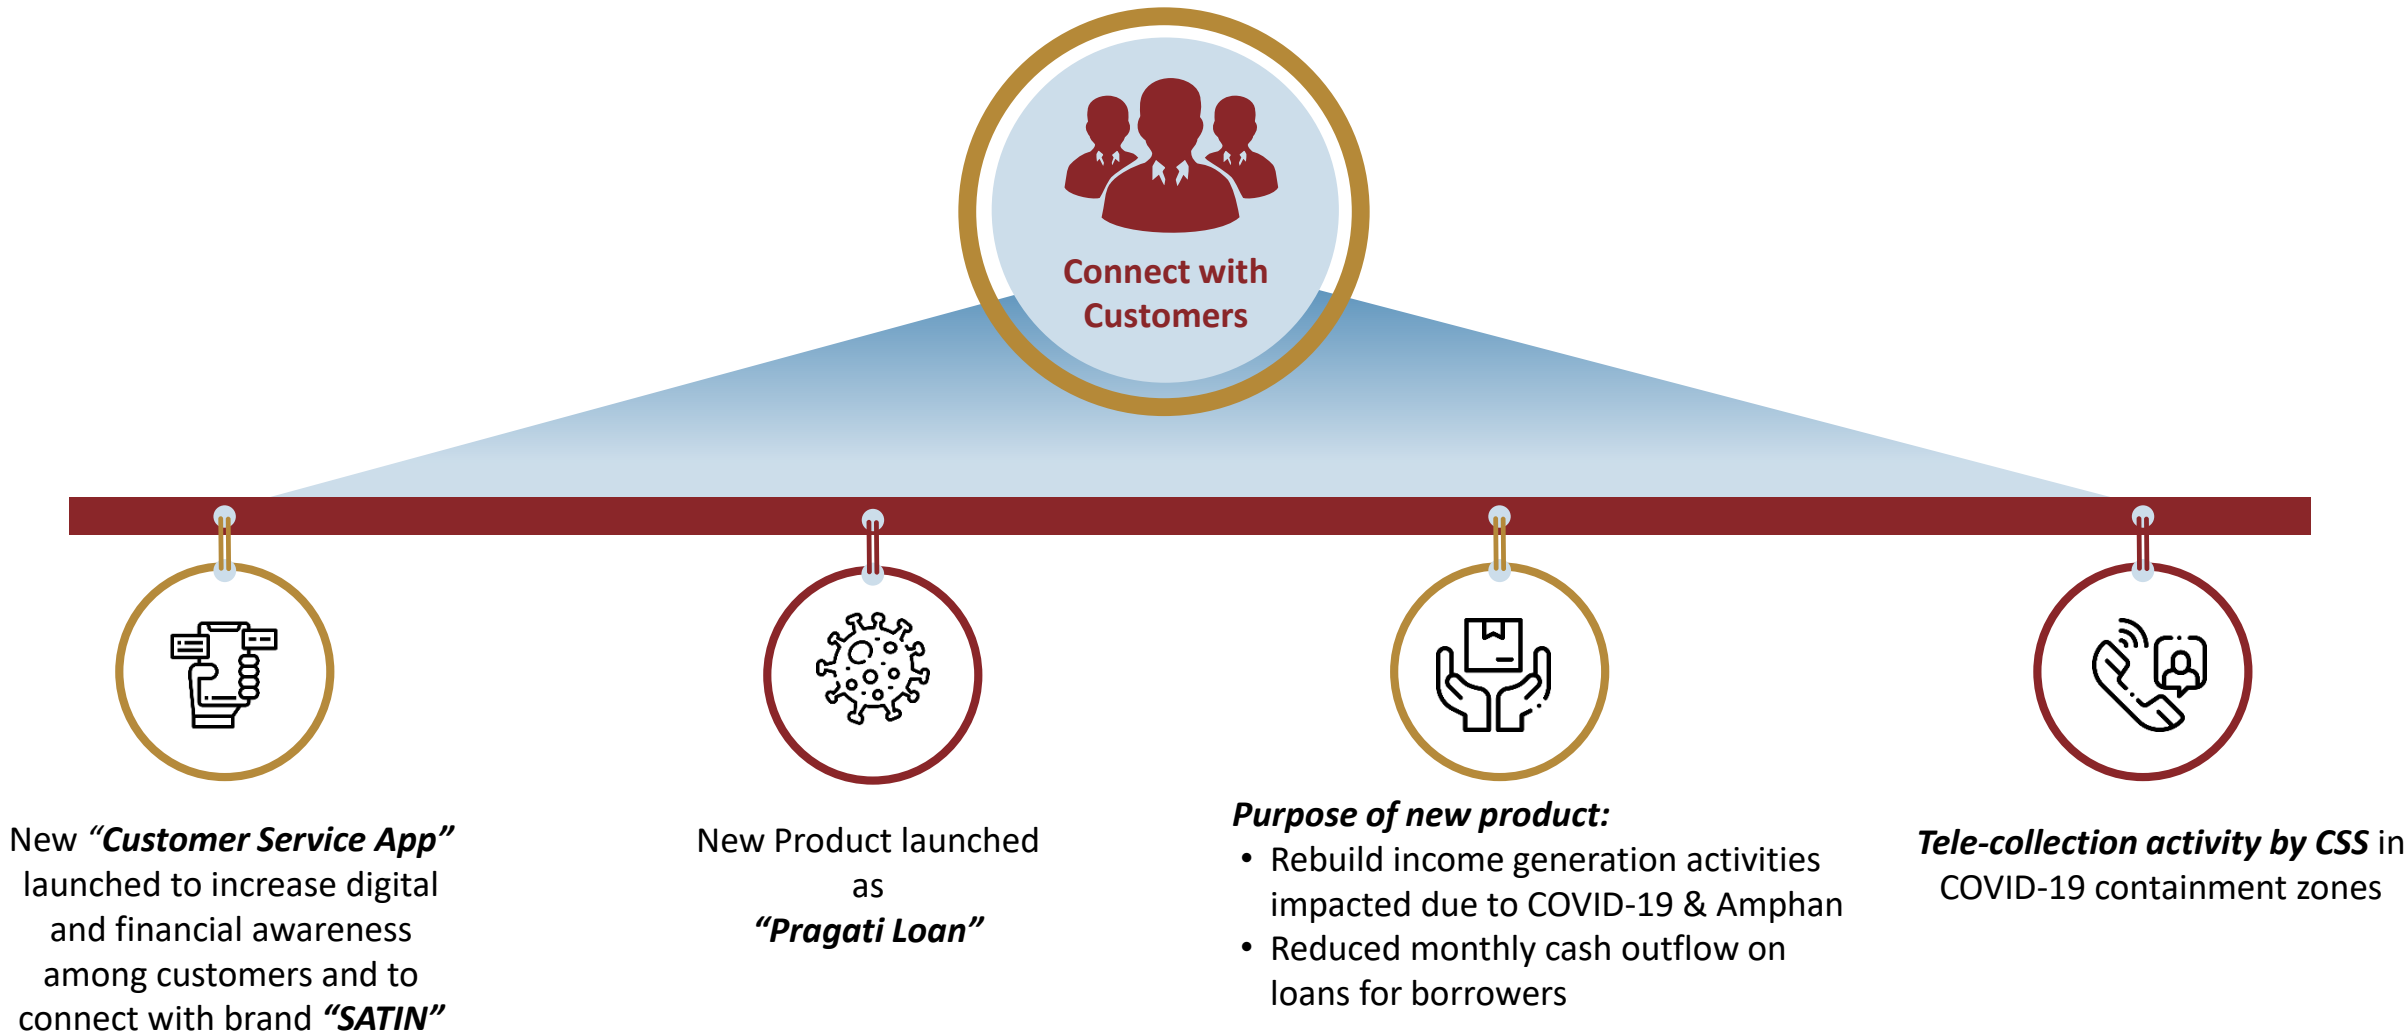 Connect with
Customers
New “Customer Service App”
launched to increase digital
and financial awareness
among customers and to
connect with brand “SATIN”
New Product launched
as
“Pragati Loan”
Purpose of new product:
• Rebuild income generation activities
impacted due to COVID-19 & Amphan
• Reduced monthly cash outflow on
loans for borrowers
Tele-collection activity by CSS in
COVID-19 containment zones